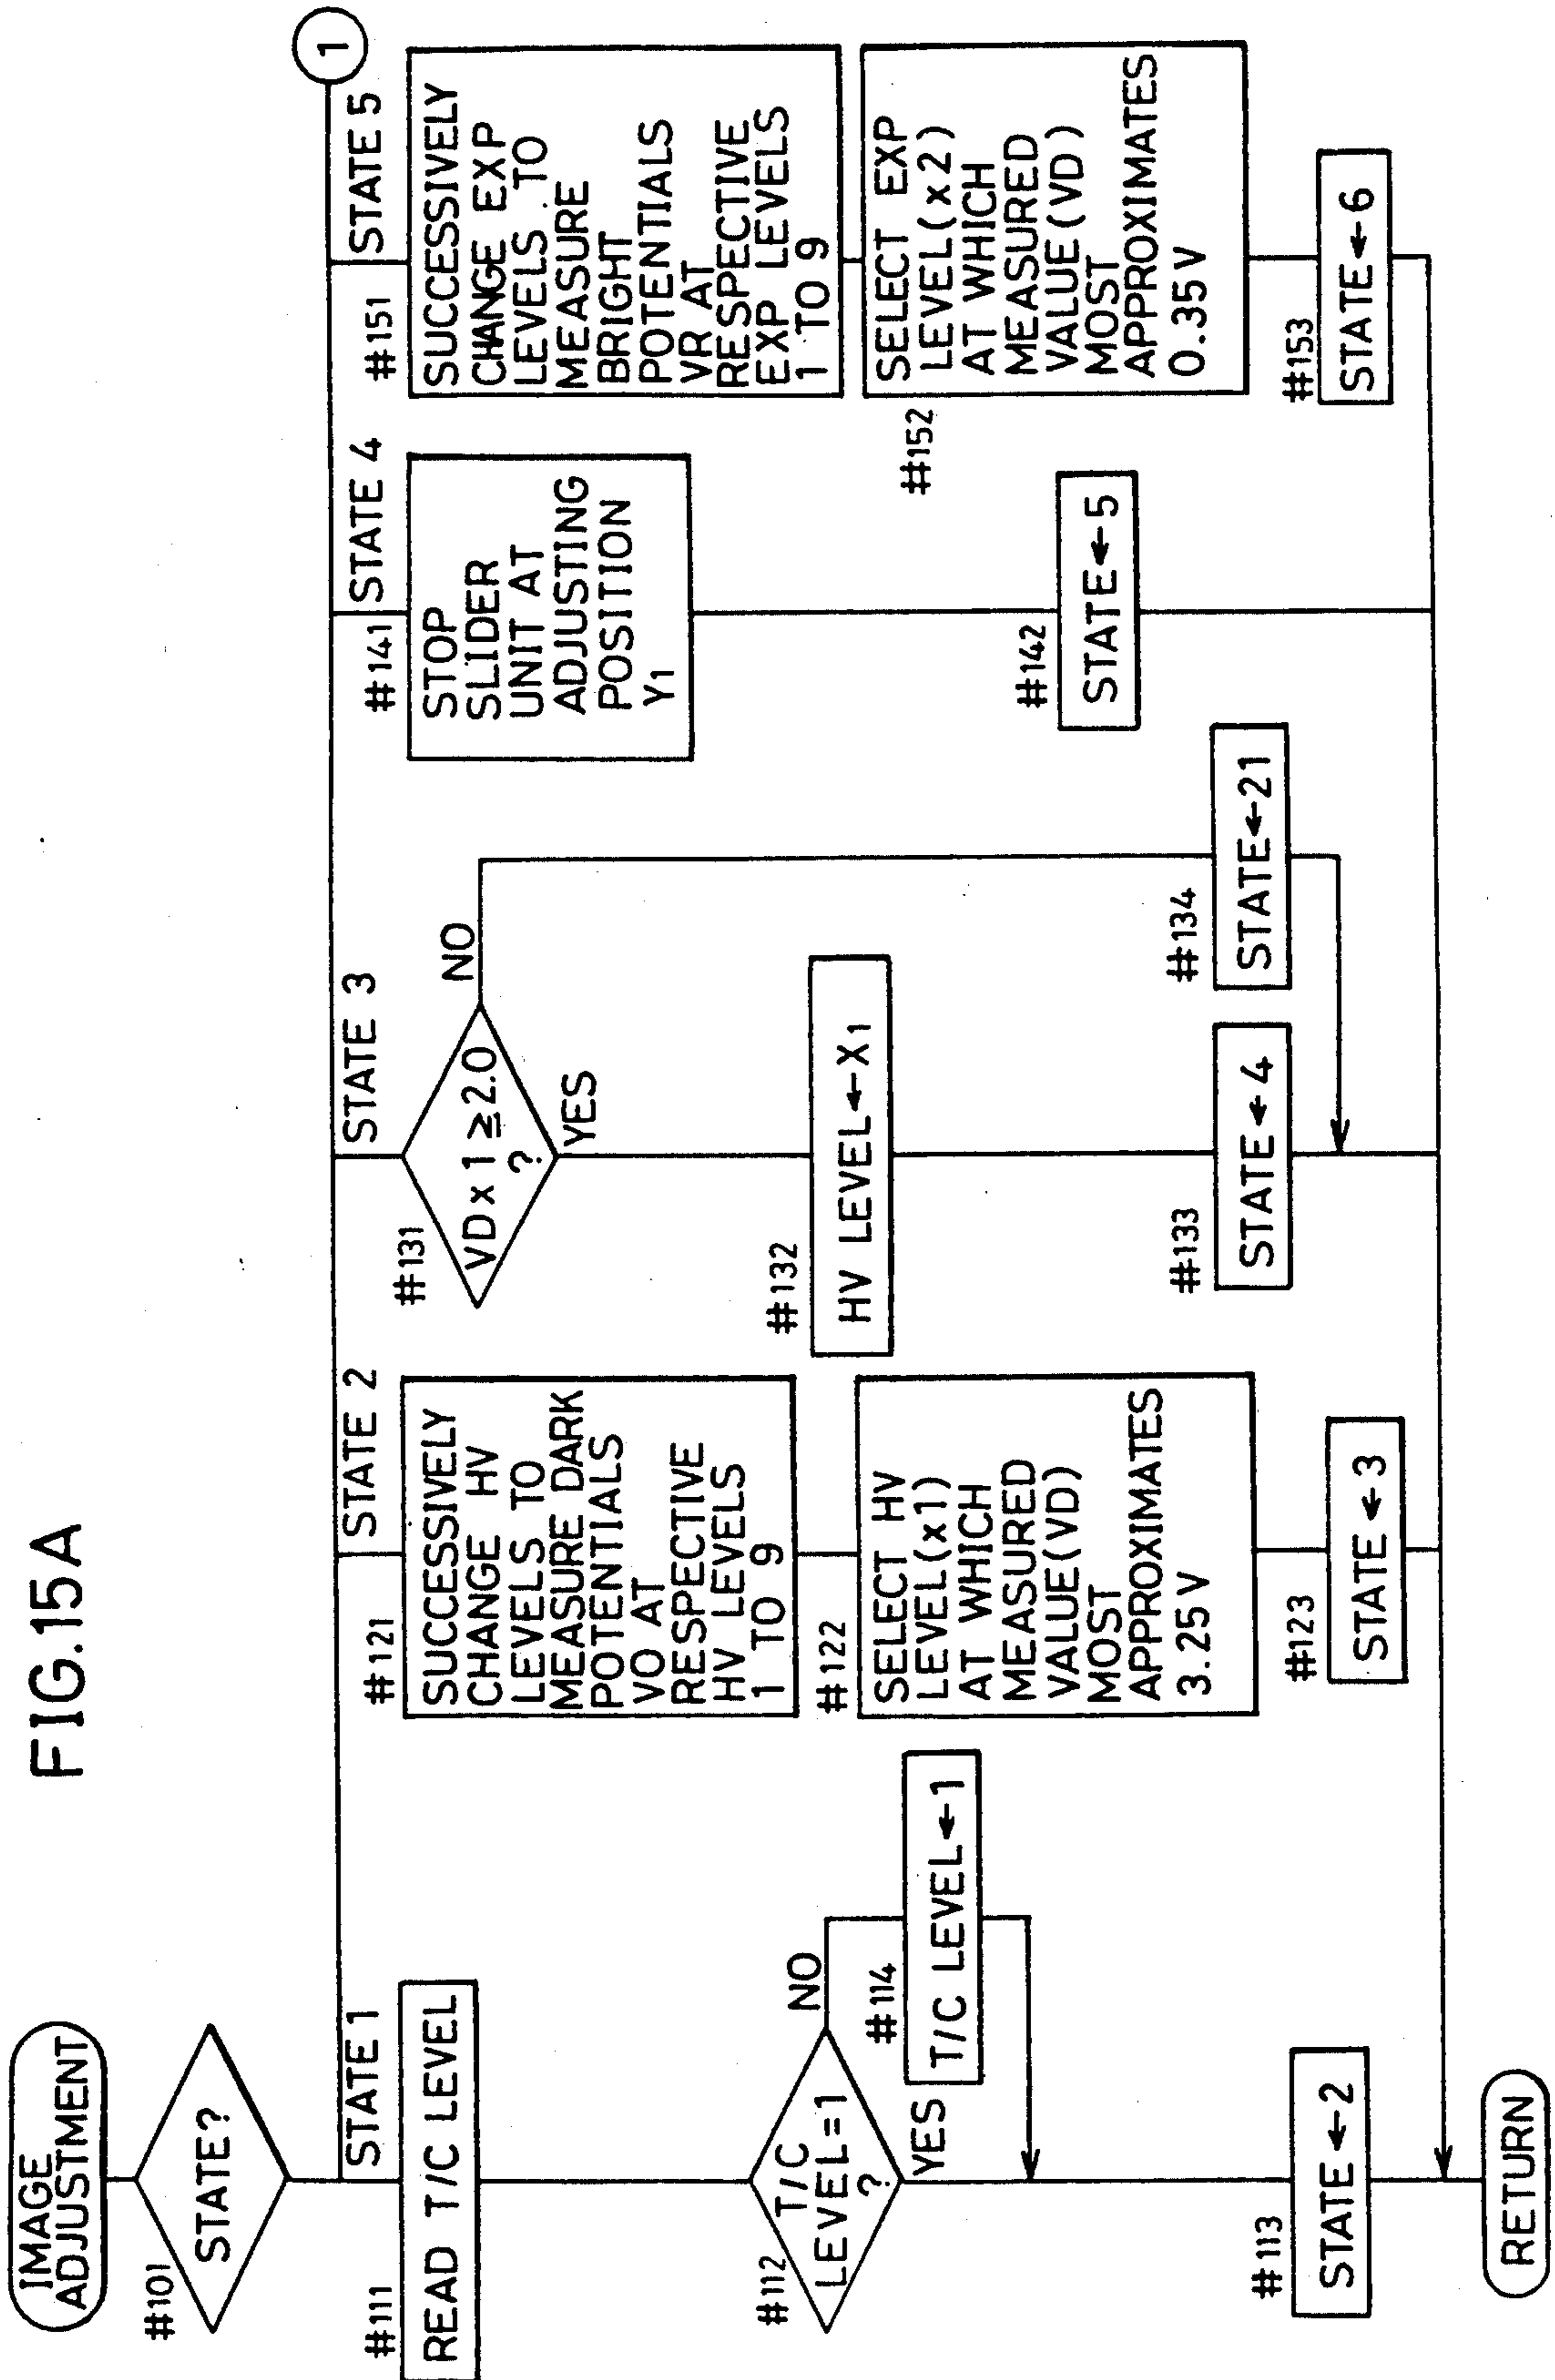 FIG.15A
IMAGE
ADJUSTMENT
#101
STATE?
STATE 1
#111
READ T/C LEVEL
#112
T/C
LEVEL=1
?
NO
YES
#114
T/C LEVEL←1
#113
STATE←2
RETURN
STATE 2
#121
SUCCESSIVELY
CHANGE HV
LEVELS TO
MEASURE DARK
POTENTIALS
VO AT
RESPECTIVE
HV LEVELS
1 TO 9
#122
SELECT HV
LEVEL(x1)
AT WHICH
MEASURED
VALUE(VD)
MOST
APPROXIMATES
3.25V
#123
STATE←3
STATE 3
#131
VDx1≥2.0
?
NO
YES
#132
HV LEVEL←X1
#133
STATE←4
#134
STATE←21
STATE 4
#141
STOP
SLIDER
UNIT AT
ADJUSTING
POSITION
Y1
#142
STATE←5
STATE 5
#151
SUCCESSIVELY
CHANGE EXP
LEVELS TO
MEASURE
BRIGHT
POTENTIALS
VR AT
RESPECTIVE
EXP LEVELS
1 TO 9
#152
SELECT EXP
LEVEL(x2)
AT WHICH
MEASURED
VALUE(VD)
MOST
APPROXIMATES
0.35V
#153
STATE←6
1